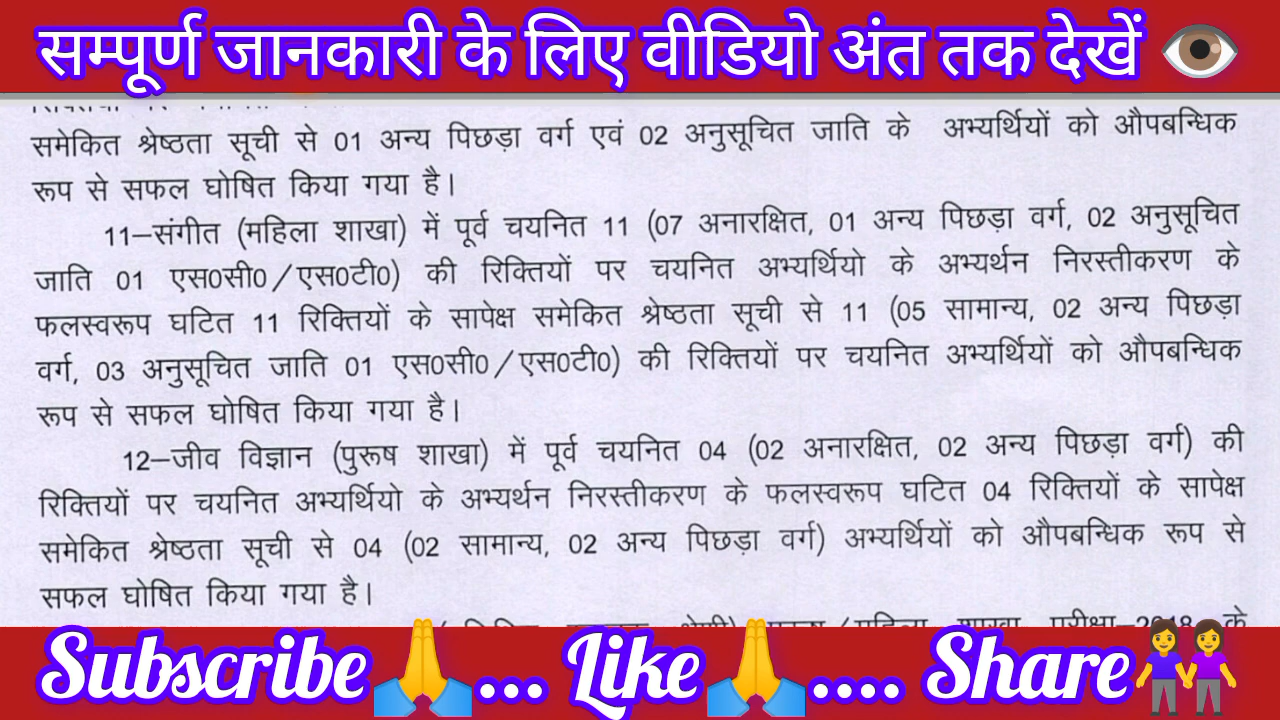 सम्पूर्ण जानकारी के लिए वीडियो अंत तक देखें
समेकित श्रेष्ठता सूची से 01 अन्य पिछड़ा वर्ग एवं 02 अनुसूचित जाति के अभ्यर्थियों को औपबन्धिक
रूप से सफल घोषित किया गया है।
11–संगीत (महिला शाखा) में पूर्व चयनित 11 (07 अनारक्षित, 01 अन्य पिछड़ा वर्ग, 02 अनुसूचित
जाति 01 एस0सी0/एस0टी0) की रिक्तियों पर चयनित अभ्यर्थियो के अभ्यर्थन निरस्तीकरण के
फलस्वरूप घटित 11 रिक्तियों के सापेक्ष समेकित श्रेष्ठता सूची से 11 (05 सामान्य, 02 अन्य पिछड़ा
वर्ग, 03 अनुसूचित जाति 01 एस0सी0/एस0टी0) की रिक्तियों पर चयनित अभ्यर्थियों को औपबन्धिक
रूप से सफल घोषित किया गया है।
12–जीव विज्ञान (पुरूष शाखा) में पूर्व चयनित 04 (02 अनारक्षित, 02 अन्य पिछड़ा वर्ग) की
रिक्तियों पर चयनित अभ्यर्थियो के अभ्यर्थन निरस्तीकरण के फलस्वरूप घटित 04 रिक्तियों के सापेक्ष
समेकित श्रेष्ठता सूची से 04 (02 सामान्य, 02 अन्य पिछड़ा वर्ग) अभ्यर्थियों को औपबन्धिक रूप से
सफल घोषित किया गया है।
शाखा परीक्षा–2018 के
Subscribe🙏... Like🙏.... Share👭